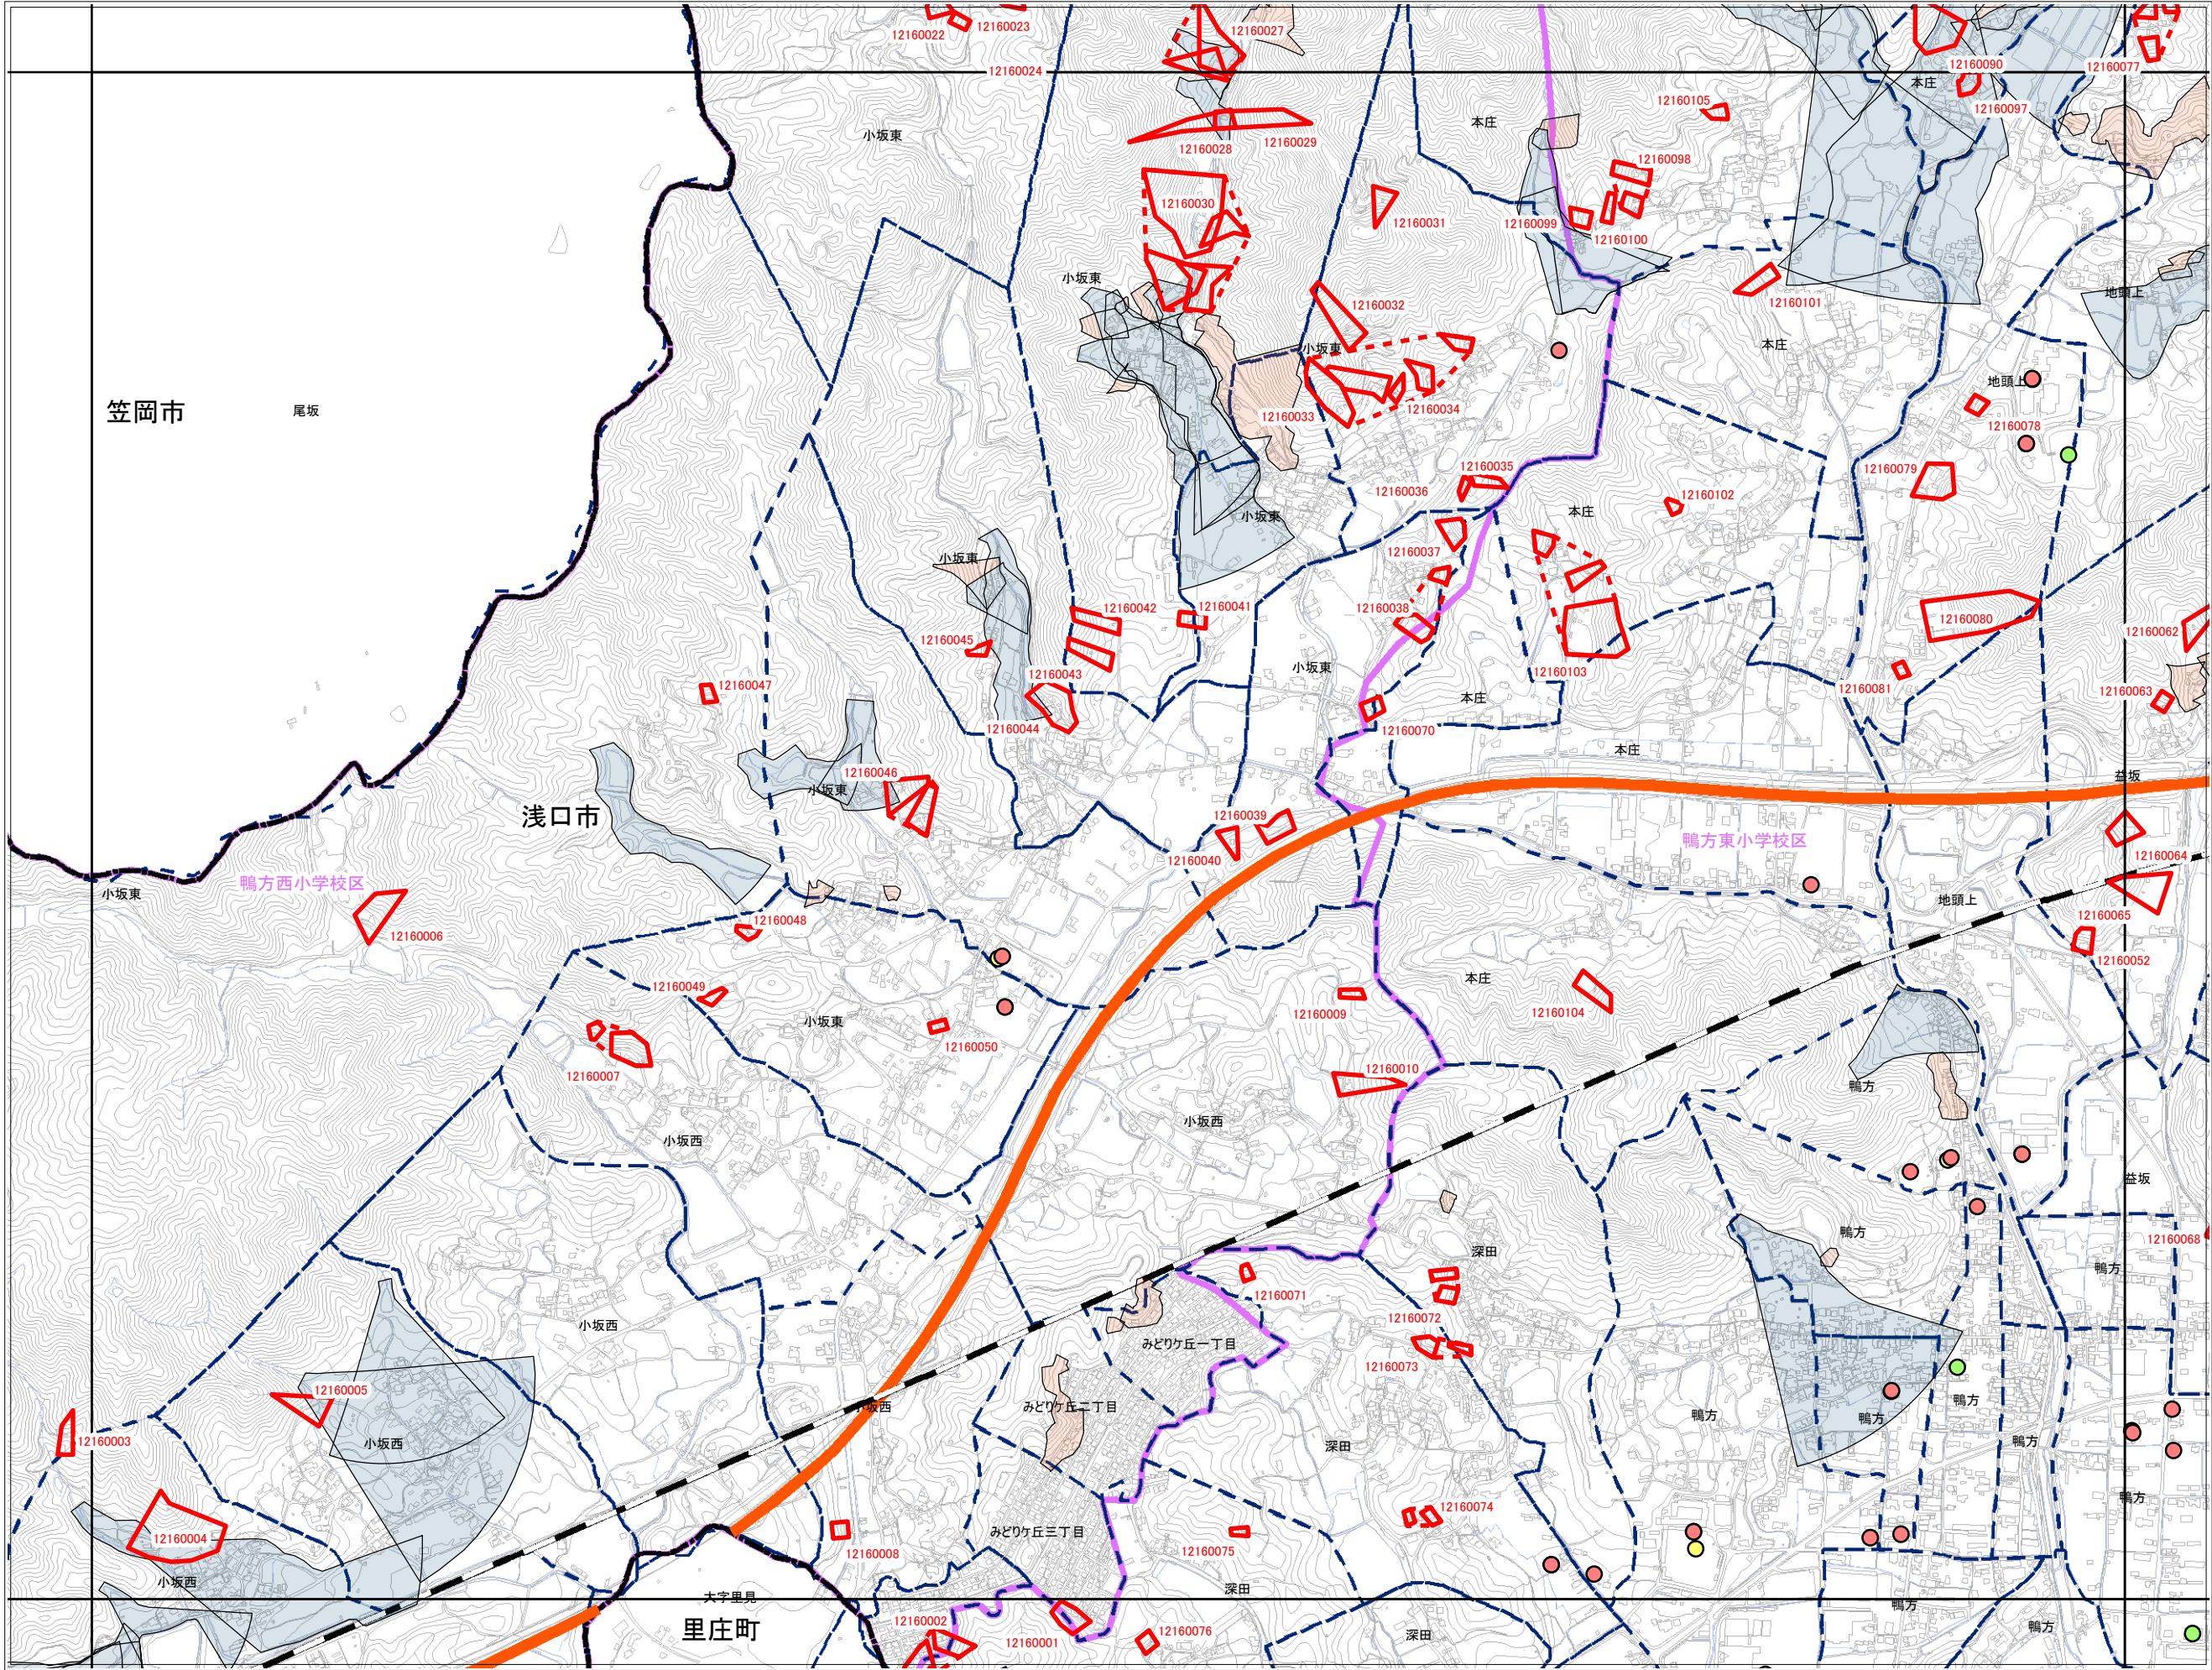 12160022
12160023
12160027
12160024
12160090
12160077
本庄
12160097
12160105
小坂東
本庄
12160028
12160029
12160098
12160030
12160031
12160099
12160100
小坂東
12160101
地頭上
12160032
小坂東
本庄
笠岡市
尾坂
地頭上
12160033
12160034
12160078
12160035
12160079
12160036
12160102
小坂東
本庄
12160037
小坂東
12160042
12160041
12160038
12160080
12160062
12160045
小坂東
12160043
12160103
12160047
12160081
12160063
本庄
12160044
12160070
本庄
12160046
益坂
小坂東
浅口市
12160039
鴨方東小学校区
12160040
12160064
鴨方西小学校区
小坂東
地頭上
12160048
12160065
12160006
12160052
本庄
12160049
12160009
12160104
小坂東
12160050
12160007
12160010
鴨方
小坂西
小坂西
益坂
鴨方
12160068
深田
鴨方
12160071
小坂西
12160072
みどりケ丘一丁目
12160073
12160005
小坂西
みどりケ丘二丁目
鴨方
鴨方
鴨方
12160003
小坂西
深田
鴨方
鴨方
12160074
みどりケ丘三丁目
12160004
12160008
12160075
小坂西
深田
大字里見
鴨方
里庄町
12160002
12160001
12160076
深田
鴨方